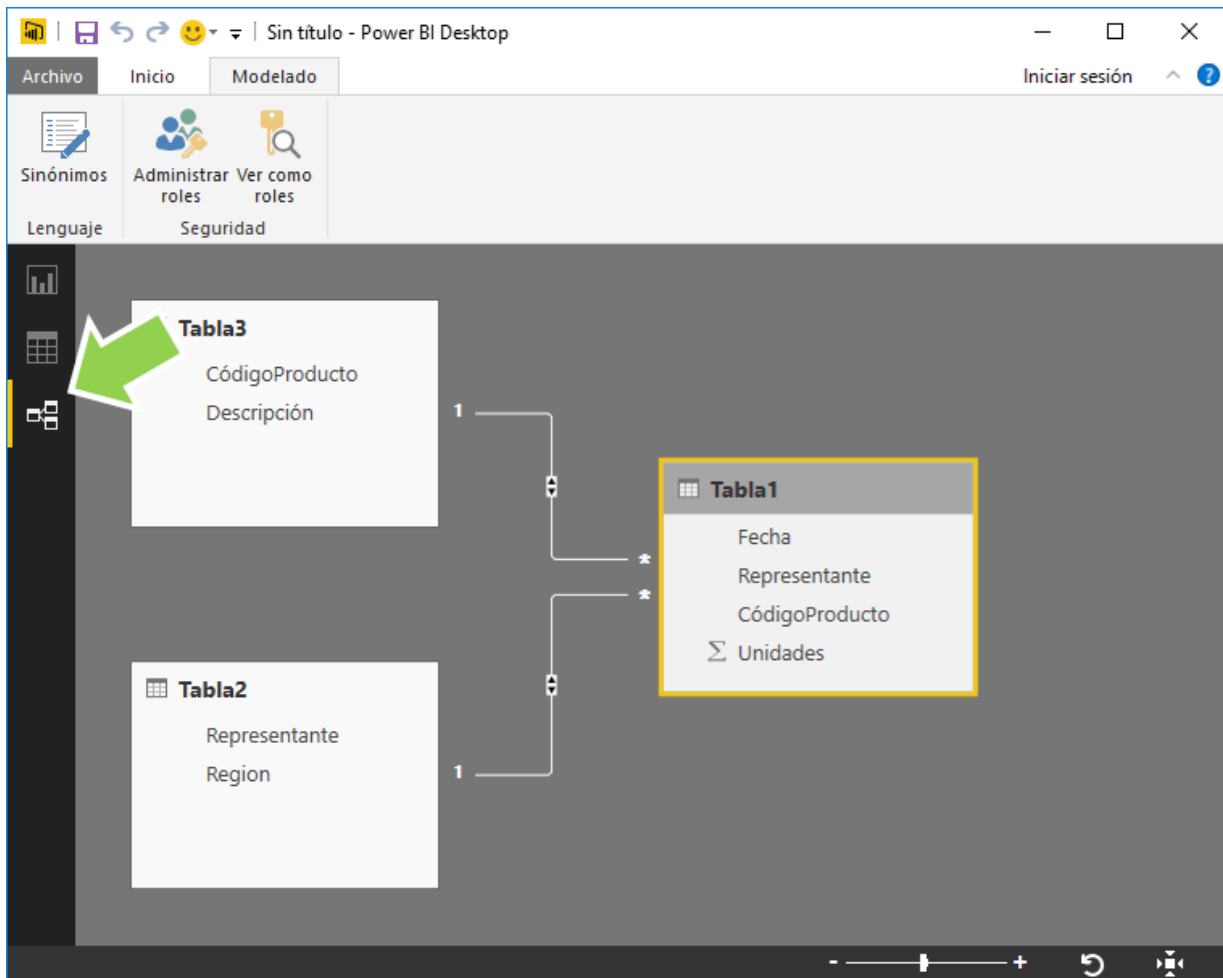 Sin título - Power BI Desktop
Archivo Inicio Modelado Iniciar sesión ?
Sinónimos Administrar roles Ver como roles
Lenguaje Seguridad
Tabla3
CódigoProducto
Descripción
1
*
Tabla1
Fecha
Representante
CódigoProducto
Σ Unidades
*
Tabla2
Representante
Region
1
- +